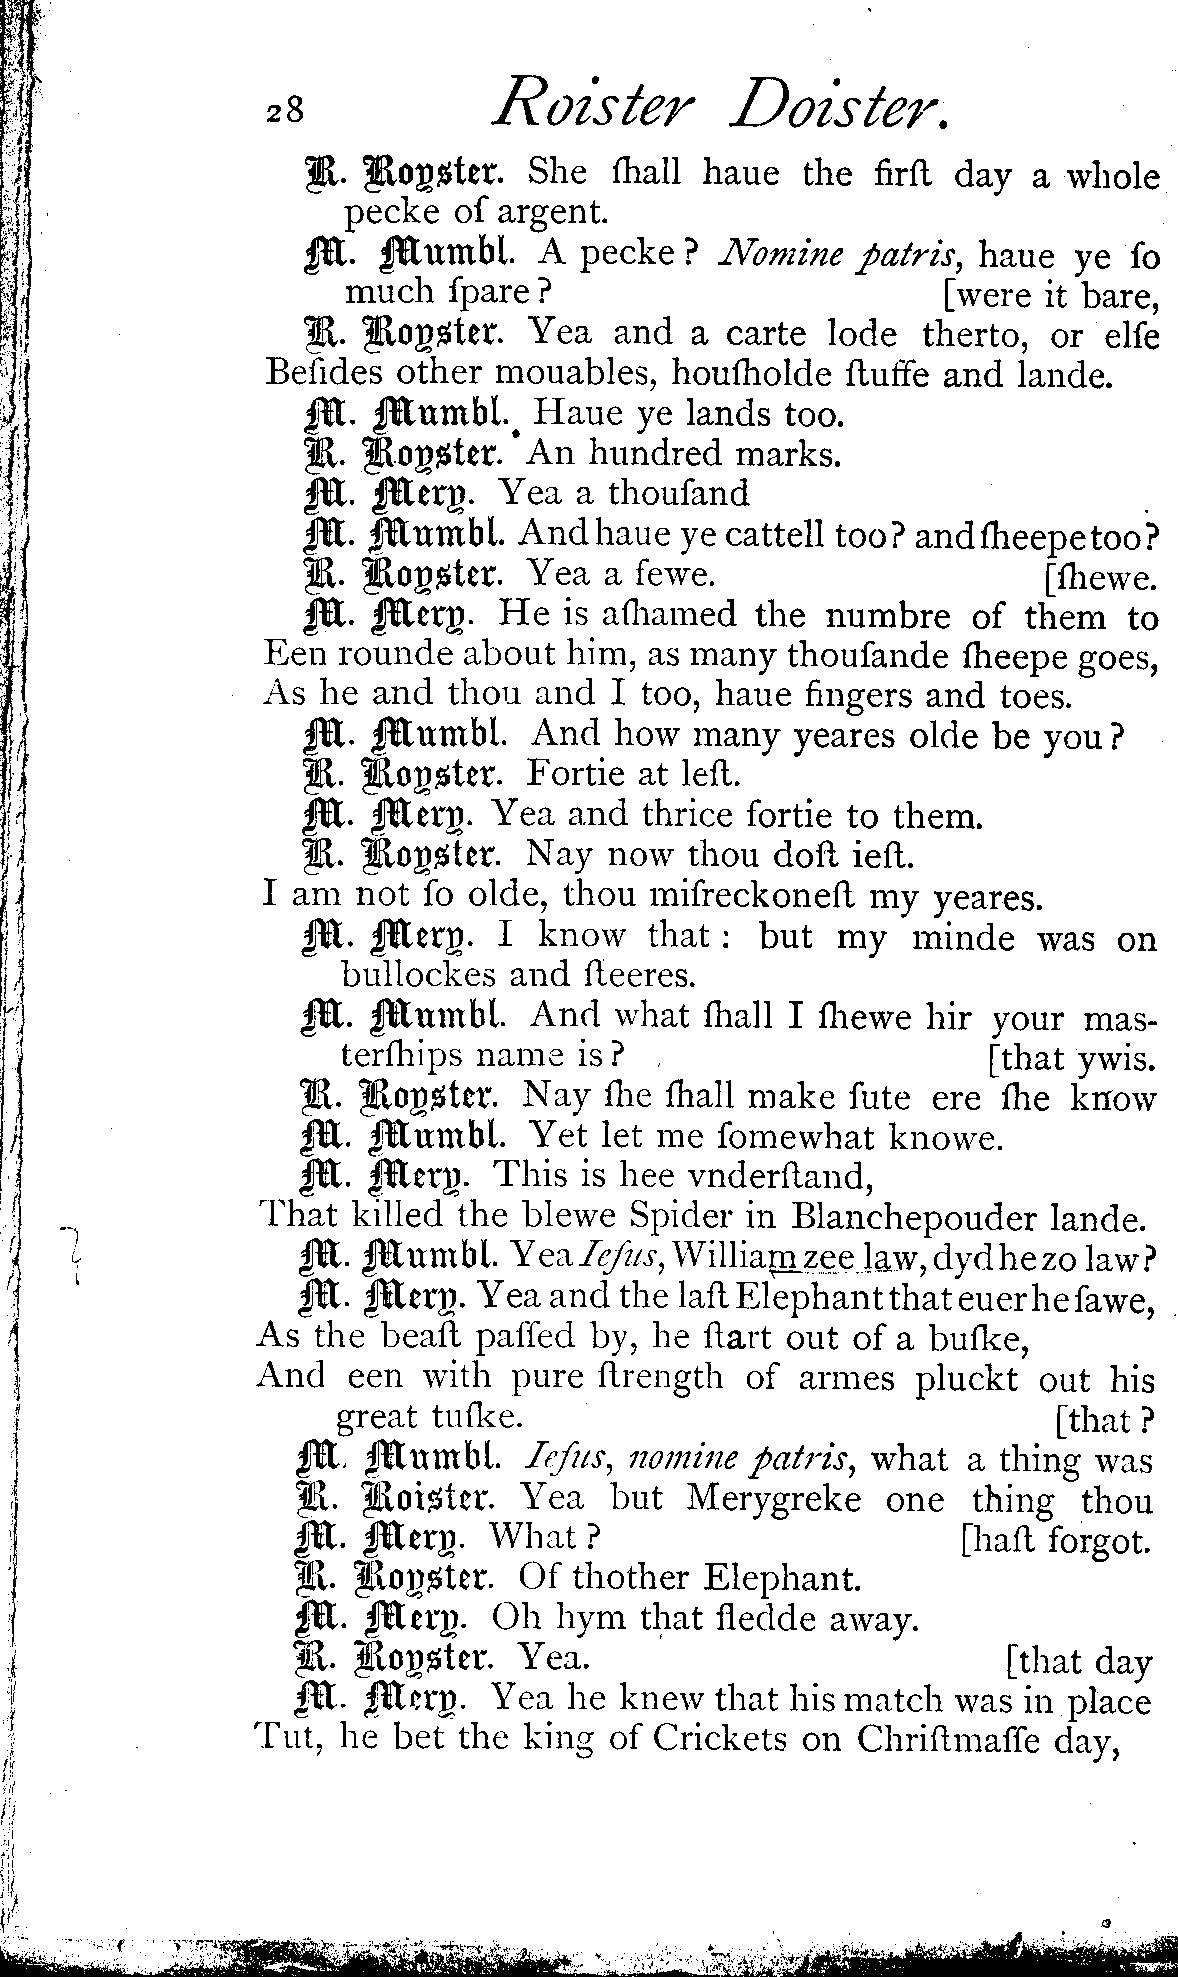 28 Roister Doister.
R. Royster. She ſhall haue the firſt day a whole
pecke of argent.
M. Mumbl. A pecke? Nomine patris, haue ye ſo
much ſpare? [were it bare,
R. Royster. Yea and a carte lode therto, or elſe
Beſides other mouables, houſholde ſtuffe and lande.
M. Mumbl. Haue ye lands too.
R. Royster. An hundred marks.
M. Mery. Yea a thouſand
M. Mumbl. And haue ye cattell too? and ſheepe too?
R. Royster. Yea a fewe. [ſhewe.
M. Mery. He is aſhamed the numbre of them to
Een rounde about him, as many thouſande ſheepe goes,
As he and thou and I too, haue fingers and toes.
M. Mumbl. And how many yeares olde be you?
R. Royster. Fortie at leſt.
M. Mery. Yea and thrice fortie to them.
R. Royster. Nay now thou doſt ieſt.
I am not ſo olde, thou miſreckoneſt my yeares.
M. Mery. I know that: but my minde was on
bullockes and ſteeres.
M. Mumbl. And what ſhall I ſhewe hir your mas-
terſhips name is? [that ywis.
R. Royster. Nay ſhe ſhall make ſute ere ſhe know
M. Mumbl. Yet let me ſomewhat knowe.
M. Mery. This is hee vnderſtand,
That killed the blewe Spider in Blanchepouder lande.
M. Mumbl. Yea Ieſus, William zee law, dyd he zo law?
M. Mery. Yea and the laſt Elephant that euer he ſawe,
As the beaſt paſſed by, he ſtart out of a buſke,
And een with pure ſtrength of armes pluckt out his
great tuſke. [that?
M. Mumbl. Ieſus, nomine patris, what a thing was
R. Roister. Yea but Merygreke one thing thou
M. Mery. What? [haſt forgot.
R. Royster. Of thother Elephant.
M. Mery. Oh hym that fledde away.
R. Royster. Yea. [that day
M. Mery. Yea he knew that his match was in place
Tut, he bet the king of Crickets on Chriſtmaſſe day,